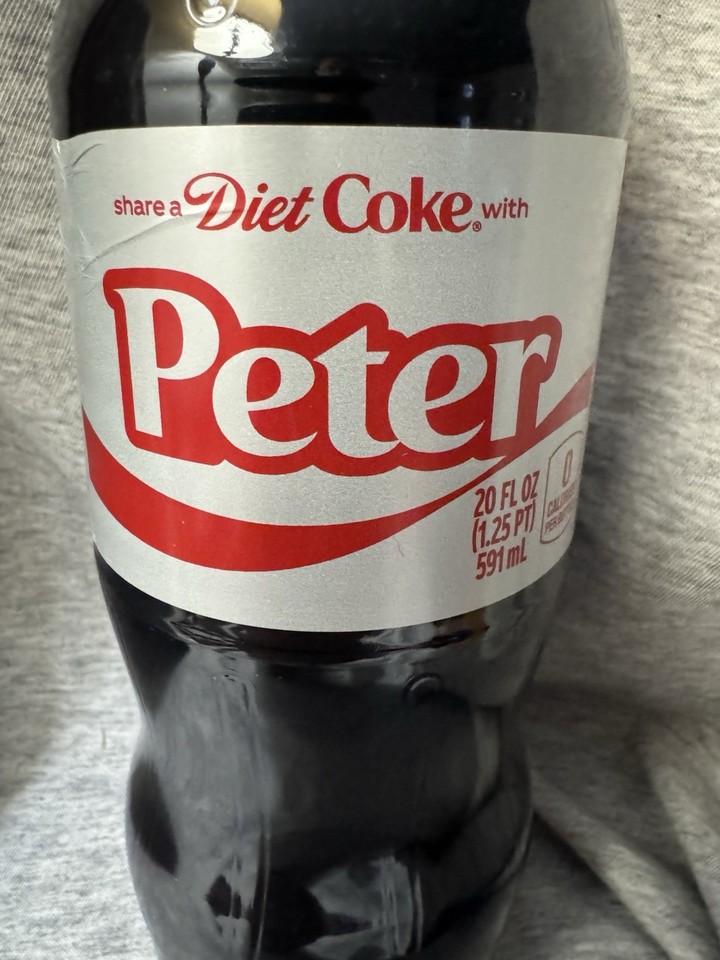 share a Diet Coke® with
Peter
20 FL OZ
(1.25 PT)
591 mL
0